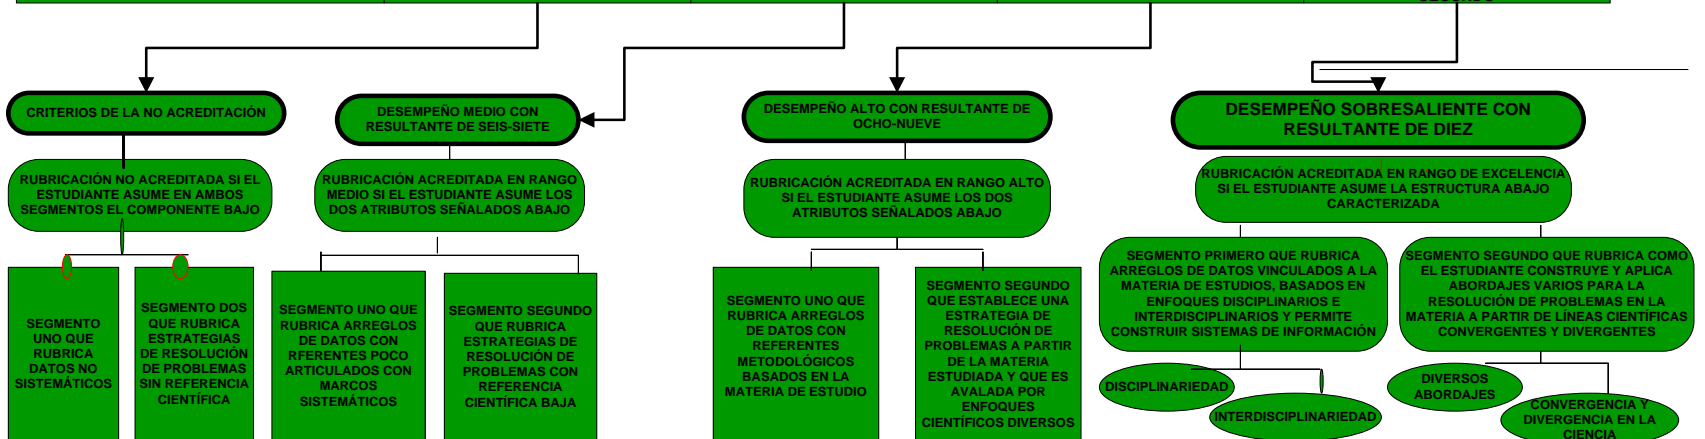 CRITERIOS DE LA NO ACREDITACIÓN
DESEMPEÑO MEDIO CON
RESULTANTE DE SEIS-SIETE
DESEMPEÑO ALTO CON RESULTANTE DE
OCHO-NUEVE
DESEMPEÑO SOBRESALIENTE CON
RESULTANTE DE DIEZ
RUBRICACIÓN NO ACREDITADA SI EL
ESTUDIANTE ASUME EN AMBOS
SEGMENTOS EL COMPONENTE BAJO
RUBRICACIÓN ACREDITADA EN RANGO
MEDIO SI EL ESTUDIANTE ASUME LOS
DOS ATRIBUTOS SEÑALADOS ABAJO
RUBRICACIÓN ACREDITADA EN RANGO ALTO
SI EL ESTUDIANTE ASUME LOS DOS
ATRIBUTOS SEÑALADOS ABAJO
RUBRICACIÓN ACREDITADA EN RANGO DE EXCELENCIA
SI EL ESTUDIANTE ASUME LA ESTRUCTURA ABAJO
CARACTERIZADA
SEGMENTO
UNO QUE
RUBRICA
DATOS NO
SISTEMÁTICOS
SEGMENTO DOS
QUE RUBRICA
ESTRATEGIAS
DE RESOLUCIÓN
DE PROBLEMAS
SIN REFERENCIA
CIENTÍFICA
SEGMENTO UNO QUE
RUBRICA ARREGLOS
DE DATOS CON
RFERENTES POCO
ARTICULADOS CON
MARCOS
SISTEMÁTICOS
SEGMENTO SEGUNDO
QUE RUBRICA
ESTRATEGIAS DE
RESOLUCIÓN DE
PROBLEMAS CON
REFERENCIA
CIENTÍFICA BAJA
SEGMENTO UNO QUE
RUBRICA ARREGLOS
DE DATOS CON
REFERENTES
METODOLÓGICOS
BASADOS EN LA
MATERIA DE ESTUDIO
SEGMENTO SEGUNDO
QUE ESTABLECE UNA
ESTRATEGIA DE
RESOLUCIÓN DE
PROBLEMAS A PARTIR
DE LA MATERIA
ESTUDIADA Y QUE ES
AVALADA POR
ENFOQUES
CIENTÍFICOS DIVERSOS
SEGMENTO PRIMERO QUE RUBRICA
ARREGLOS DE DATOS VINCULADOS A LA
MATERIA DE ESTUDIOS, BASADOS EN
ENFOQUES DISCIPLINARIOS E
INTERDISCIPLINARIOS Y PERMITE
CONSTRUIR SISTEMAS DE INFORMACIÓN
SEGMENTO SEGUNDO QUE RUBRICA COMO
EL ESTUDIANTE CONSTRUYE Y APLICA
ABORDAJES VARIOS PARA LA
RESOLUCIÓN DE PROBLEMAS EN LA
MATERIA A PARTIR DE LÍNEAS CIENTÍFICAS
CONVERGENTES Y DIVERGENTES
DISCIPLINARIEDAD
INTERDISCIPLINARIEDAD
DIVERSOS
ABORDAJES
CONVERGENCIA Y
DIVERGENCIA EN LA
CIENCIA